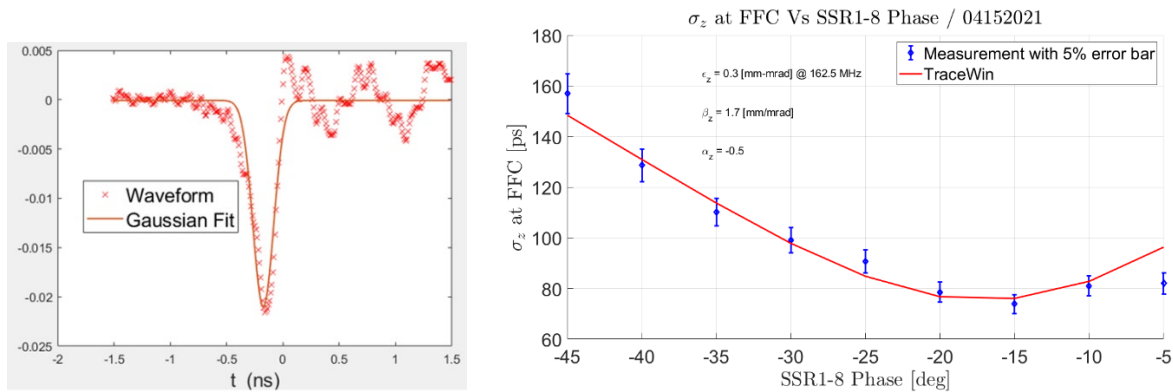 0.005
0
-0.005
-0.01
-0.015
-0.02
-0.025
-2
-1.5
-1
-0.5
0
0.5
1
1.5
t (ns)
Waveform
Gaussian Fit
σz at FFC Vs SSR1-8 Phase / 04152021
180
160
140
120
100
80
60
σz at FFC [ps]
Measurement with 5% error bar
TraceWin
ϵz = 0.3 [mm-mrad] @ 162.5 MHz
βz = 1.7 [mm/mrad]
αz = -0.5
-45
-40
-35
-30
-25
-20
-15
-10
-5
SSR1-8 Phase [deg]